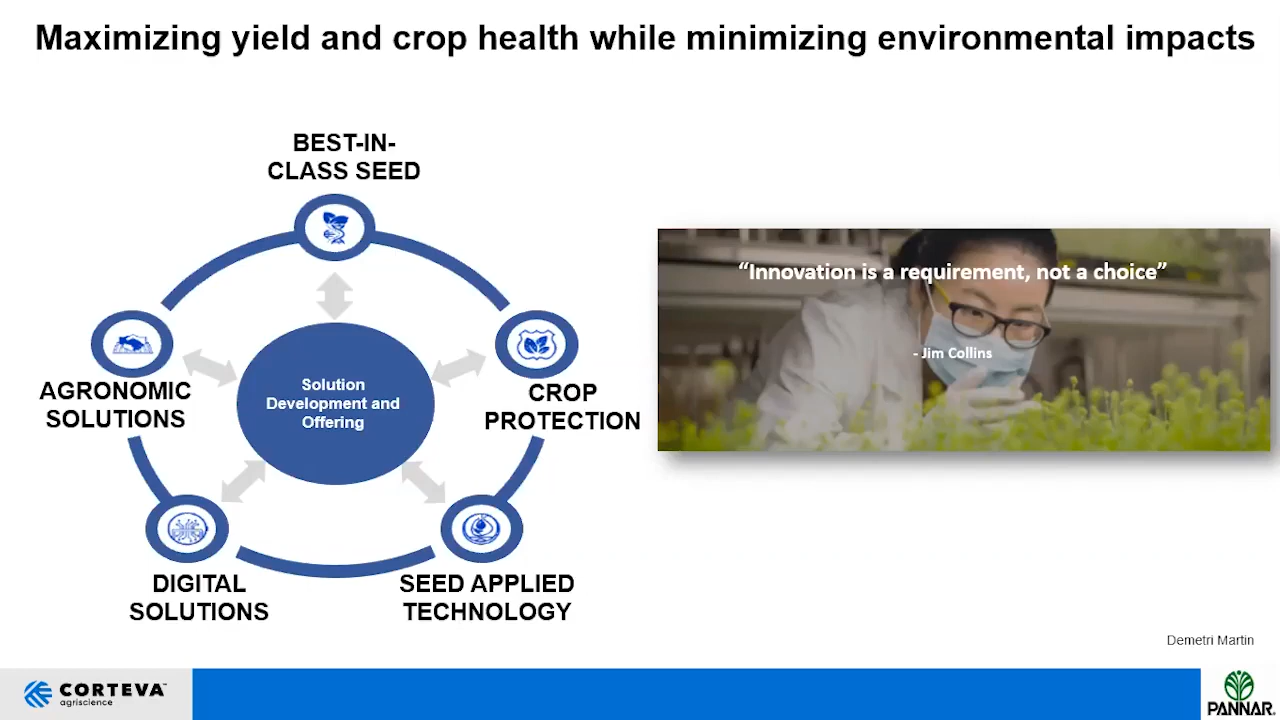 Maximizing yield and crop health while minimizing environmental impacts
BEST-IN-
CLASS SEED
AGRONOMIC
SOLUTIONS
Solution
Development and
Offering
CROP
PROTECTION
DIGITAL
SOLUTIONS
SEED APPLIED
TECHNOLOGY
“Innovation is a requirement, not a choice”
- Jim Collins
Demetri Martin
CORTEVA™
agriscience
PANNAR®